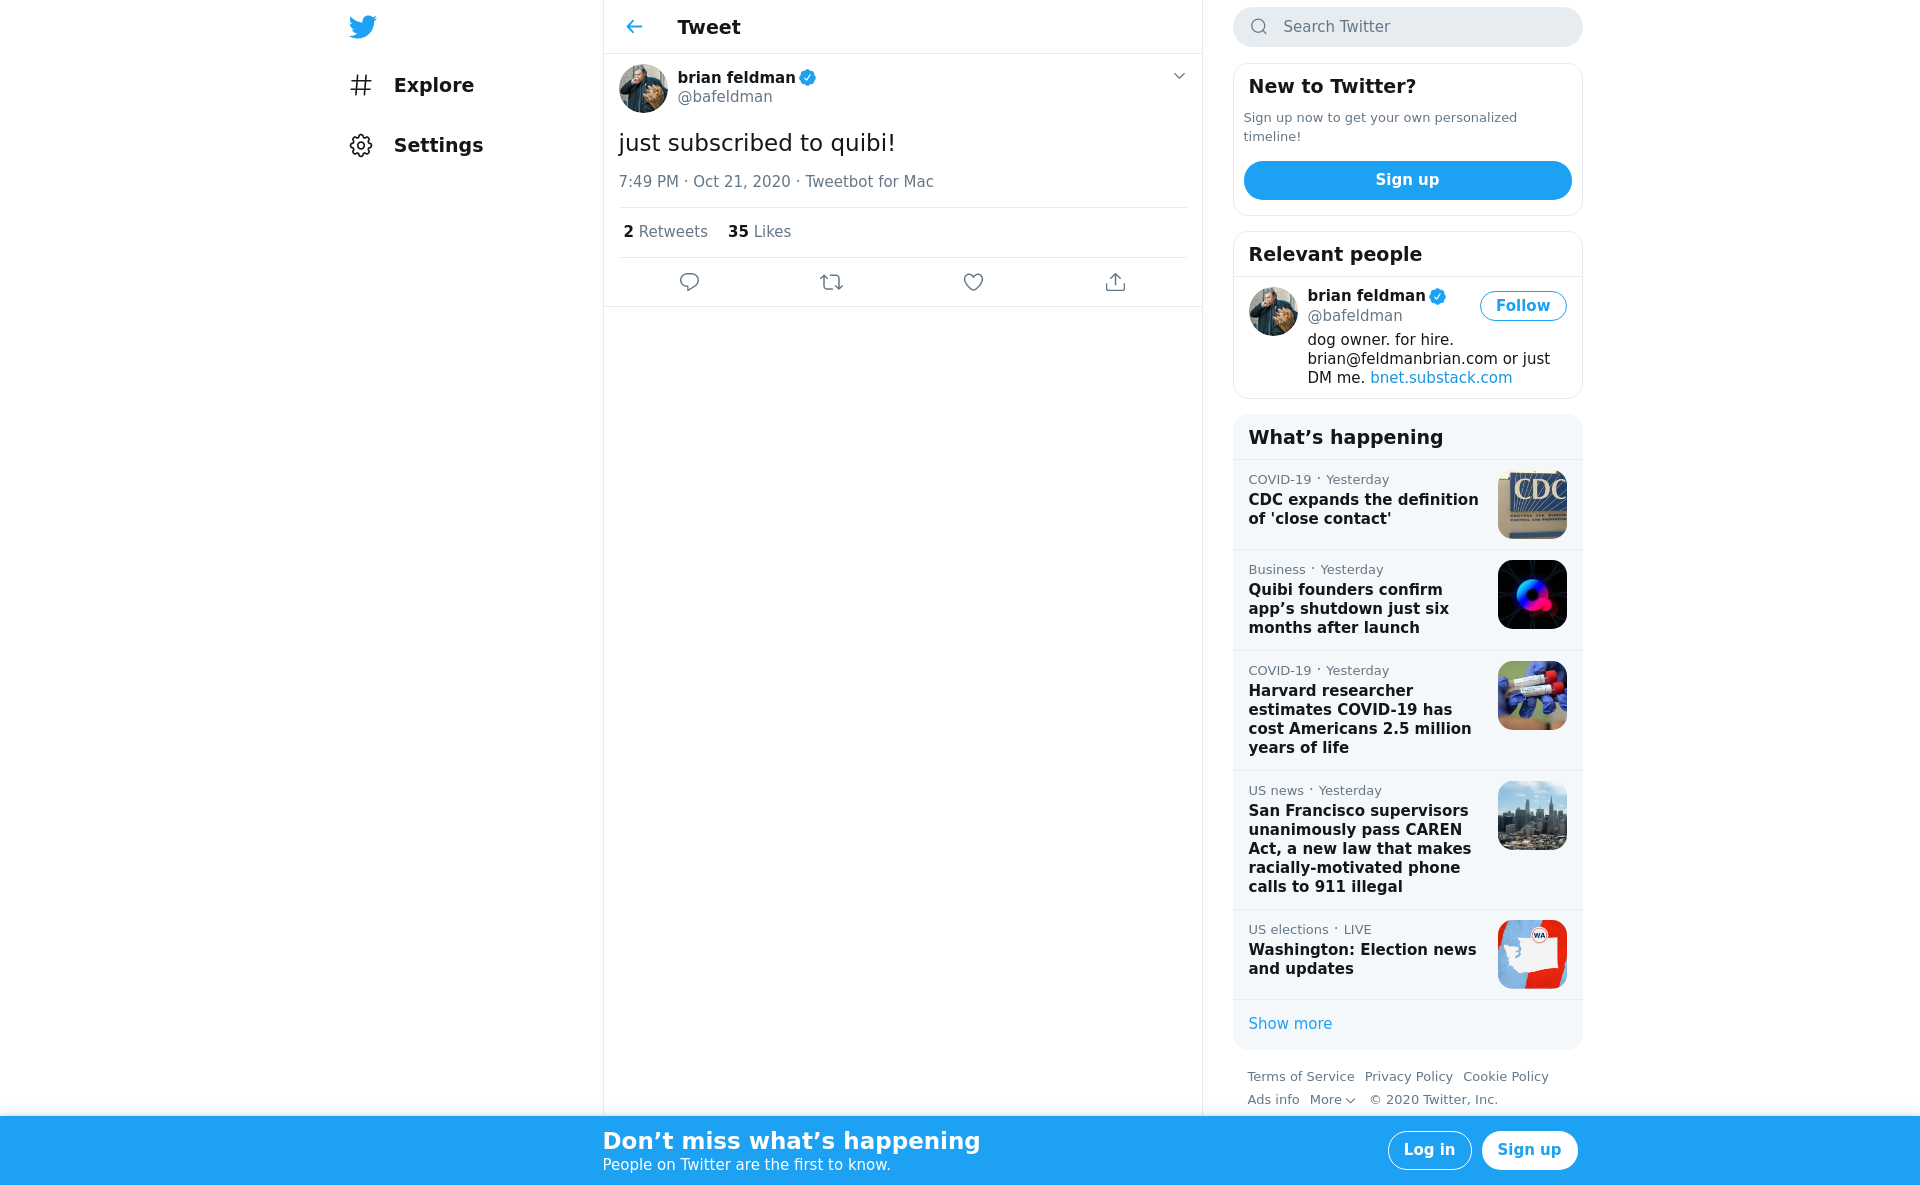 Explore
Settings
Tweet
brian feldman
@bafeldman
just subscribed to quibi!
7:49 PM · Oct 21, 2020 · Tweetbot for Mac
2 Retweets 35 Likes
Search Twitter
New to Twitter?
Sign up now to get your own personalized
timeline!
Sign up
Relevant people
brian feldman
@bafeldman
Follow
dog owner. for hire.
brian@feldmanbrian.com or just
DM me. bnet.substack.com
What’s happening
COVID-19 · Yesterday
CDC expands the definition
of 'close contact'
CDC
Business · Yesterday
Quibi founders confirm
app’s shutdown just six
months after launch
COVID-19 · Yesterday
Harvard researcher
estimates COVID-19 has
cost Americans 2.5 million
years of life
US news · Yesterday
San Francisco supervisors
unanimously pass CAREN
Act, a new law that makes
racially-motivated phone
calls to 911 illegal
US elections · LIVE
Washington: Election news
and updates
WA
Show more
Terms of Service Privacy Policy Cookie Policy
Ads info More © 2020 Twitter, Inc.
Don’t miss what’s happening
People on Twitter are the first to know.
Log in
Sign up